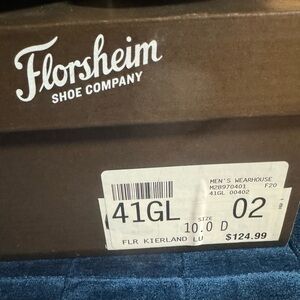 Florsheim
SHOE COMPANY
MEN'S WEARHOUSE
M28970401 F20
41GL 00402
41GL SIZE 10.0 D 02
FLR KIERLAND LU $124.99